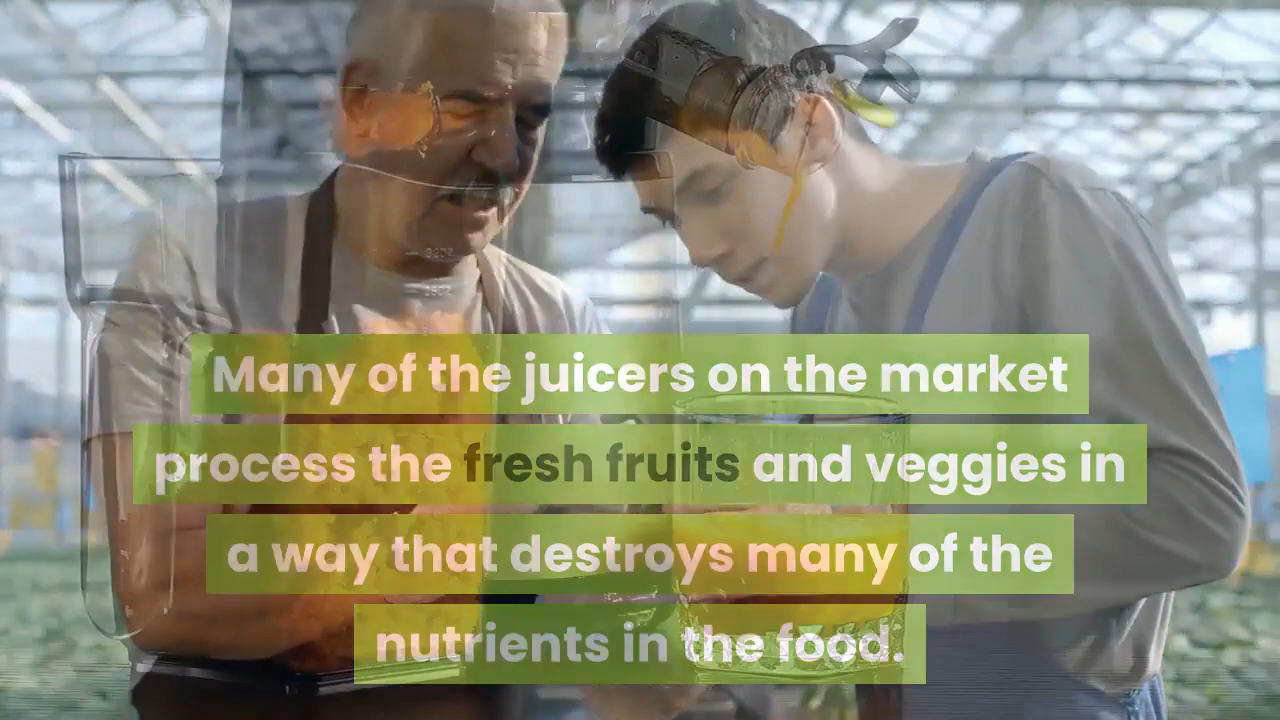 Many of the juicers on the market
process the fresh fruits and veggies in
a way that destroys many of the
nutrients in the food.